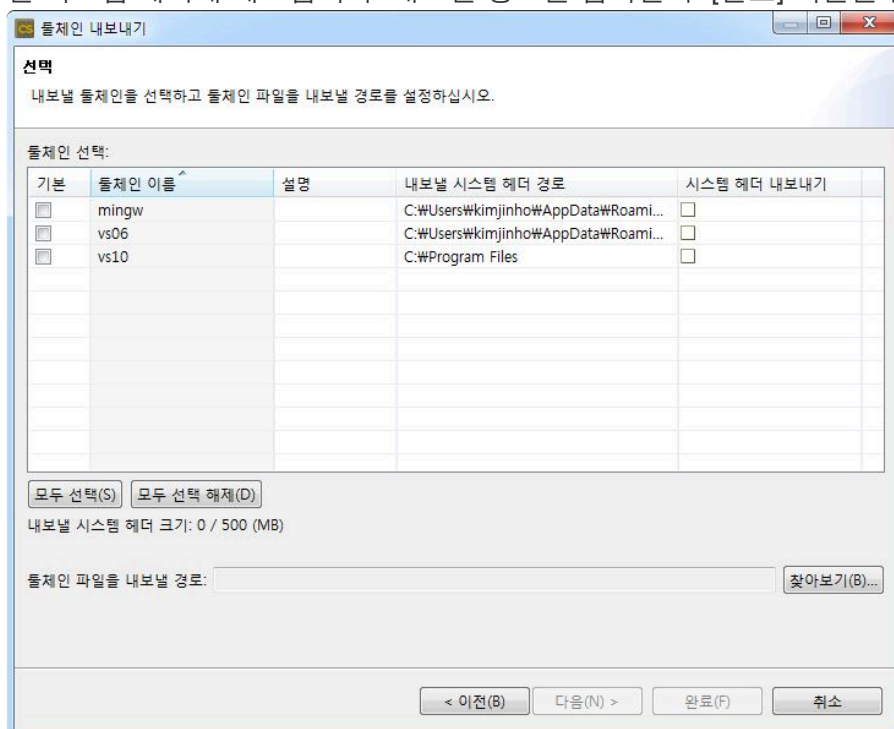 CS 툴체인 내보내기
선택
내보낼 툴체인을 선택하고 툴체인 파일을 내보낼 경로를 설정하십시오.
툴체인 선택:
기본 툴체인 이름 설명 내보낼 시스템 헤더 경로 시스템 헤더 내보내기
mingw C:₩Users₩kimjinho₩AppData₩Roami...
vs06 C:₩Users₩kimjinho₩AppData₩Roami...
vs10 C:₩Program Files
모두 선택(S) 모두 선택 해제(D)
내보낼 시스템 헤더 크기: 0 / 500 (MB)
툴체인 파일을 내보낼 경로: 찾아보기(B)...
< 이전(B) 다음(N) > 완료(F) 취소